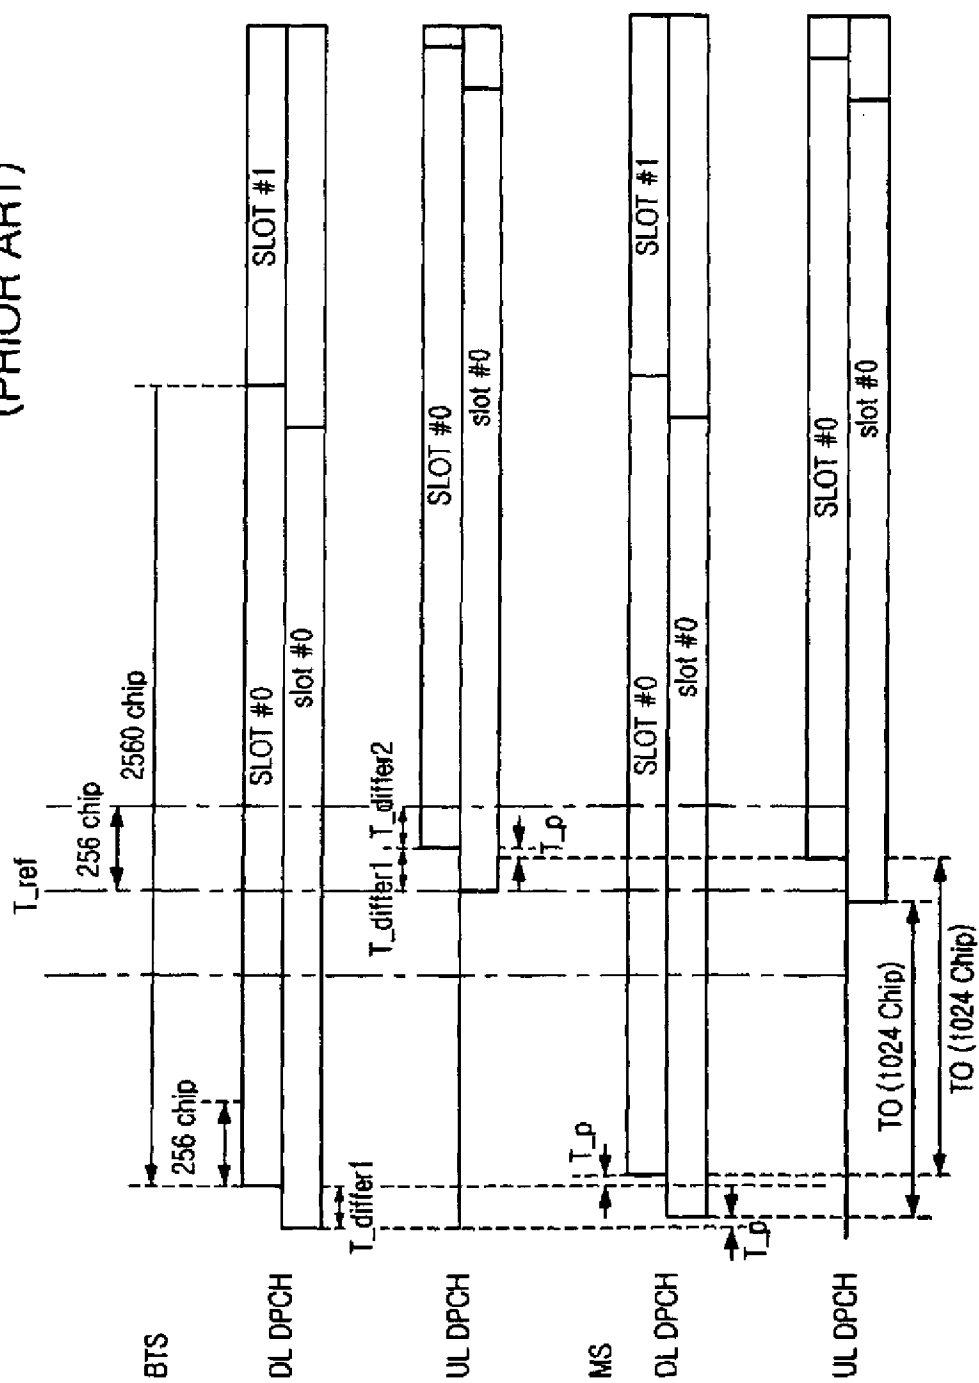 (PRIOR ART)
T_ref
256 chip
2560 chip
BTS
256 chip
DL DPCH
SLOT #0
SLOT #1
slot #0
T_differ1
T_differ1
T_differ2
UL DPCH
SLOT #0
slot #0
T_p
MS
T_p
DL DPCH
SLOT #0
SLOT #1
slot #0
T_p
UL DPCH
SLOT #0
slot #0
TO (1024 Chip)
TO (1024 Chip)